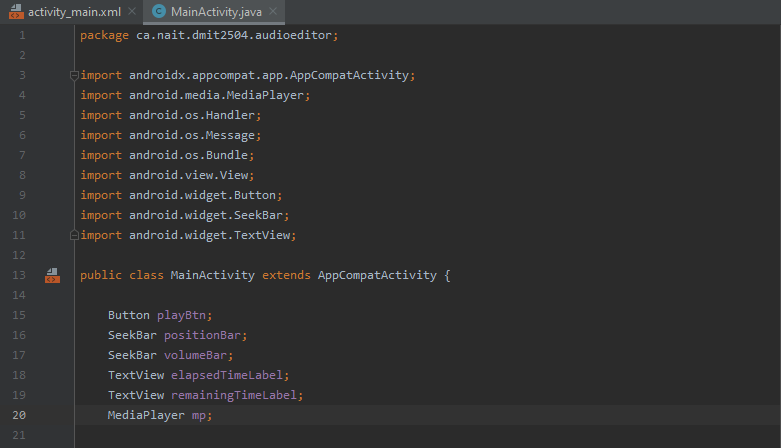 activity_main.xml MainActivity.java
1 package ca.nait.dmit2504.audioeditor;
2
3 import androidx.appcompat.app.AppCompatActivity;
4 import android.media.MediaPlayer;
5 import android.os.Handler;
6 import android.os.Message;
7 import android.os.Bundle;
8 import android.view.View;
9 import android.widget.Button;
10 import android.widget.SeekBar;
11 import android.widget.TextView;
12
13 public class MainActivity extends AppCompatActivity {
14
15 Button playBtn;
16 SeekBar positionBar;
17 SeekBar volumeBar;
18 TextView elapsedTimeLabel;
19 TextView remainingTimeLabel;
20 MediaPlayer mp;
21